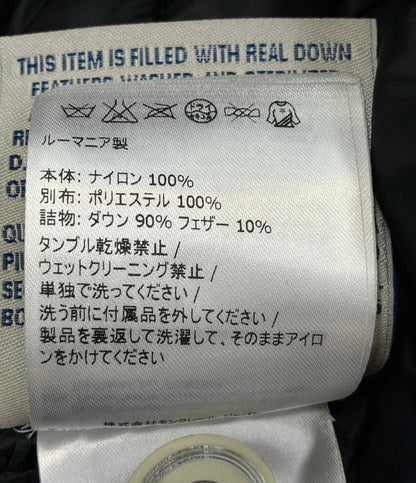 THIS ITEM IS FILLED WITH REAL DOWN
FEATHERS, WASHED AND STERILIZED
ルーマニア製
本体: ナイロン 100%
別布: ポリエステル 100%
詰物: ダウン 90% フェザー 10%
タンブル乾燥禁止 /
ウェットクリーニング禁止 /
単独で洗ってください /
洗う前に付属品を外してください /
製品を裏返して洗濯して、そのままアイロ
ンをかけてください